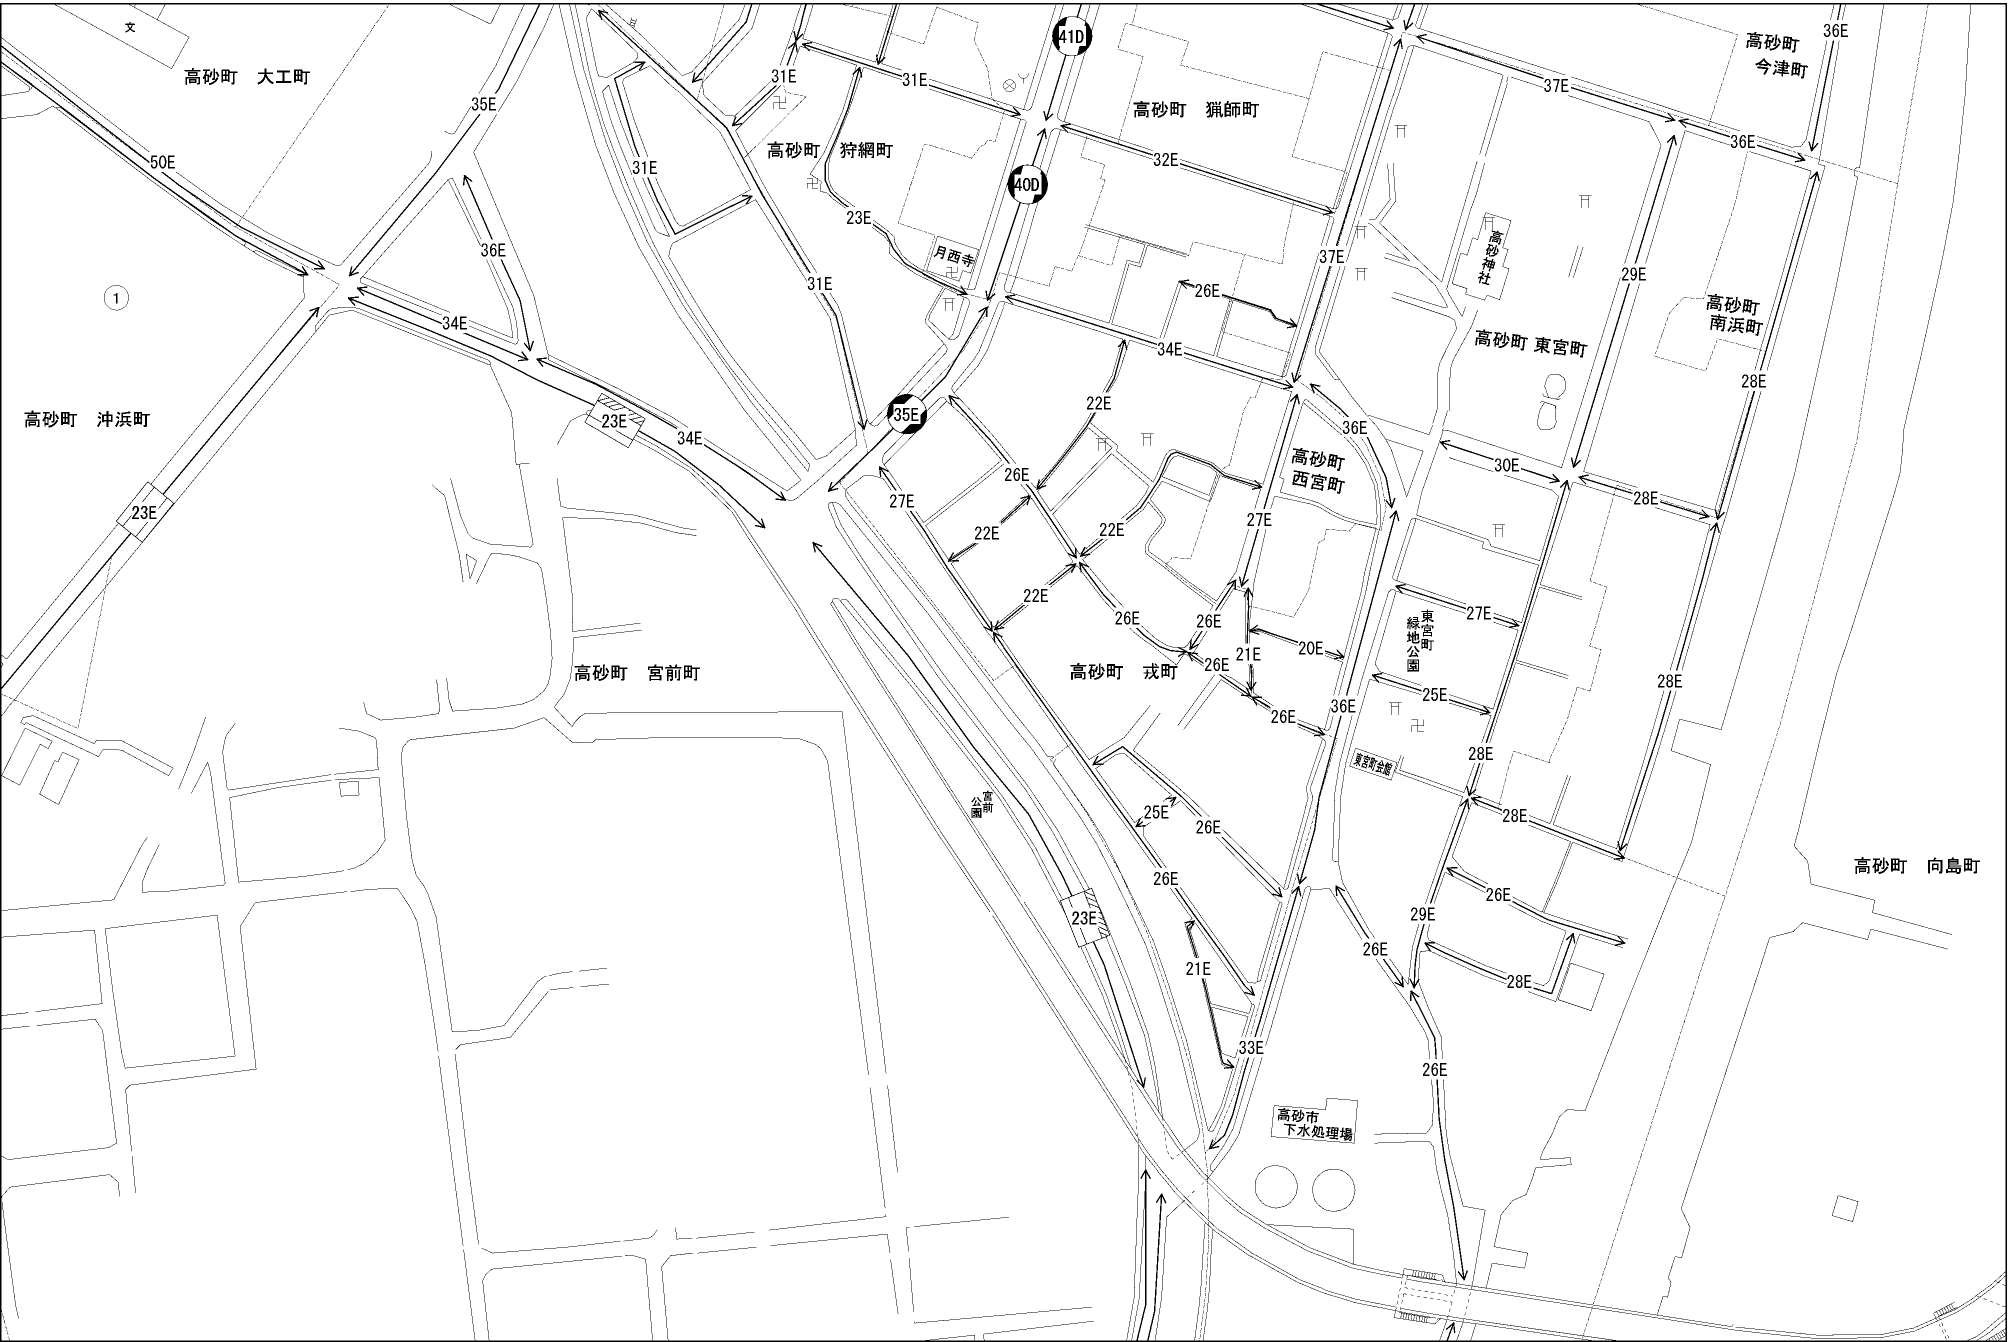 文
41D
36E
高砂町
今津町
高砂町 大工町
31E
31E
37E
35E
高砂町 猟師町
36E
高砂町 狩網町
50E
31E
32E
40D
23E
36E
月西寺
高砂神社
37E
29E
31E
26E
1
高砂町
南浜町
34E
高砂町 東宮町
34E
28E
22E
高砂町 沖浜町
23E
35E
36E
34E
高砂町
西宮町
30E
26E
28E
27E
23E
27E
22E
22E
22E
26E
26E
27E
東宮町
緑地公園
20E
21E
26E
高砂町 宮前町
高砂町 戎町
28E
25E
36E
26E
28E
東宮町会館
宮前
公園
25E
26E
28E
高砂町 向島町
26E
26E
23E
29E
26E
21E
28E
33E
26E
高砂市
下水処理場